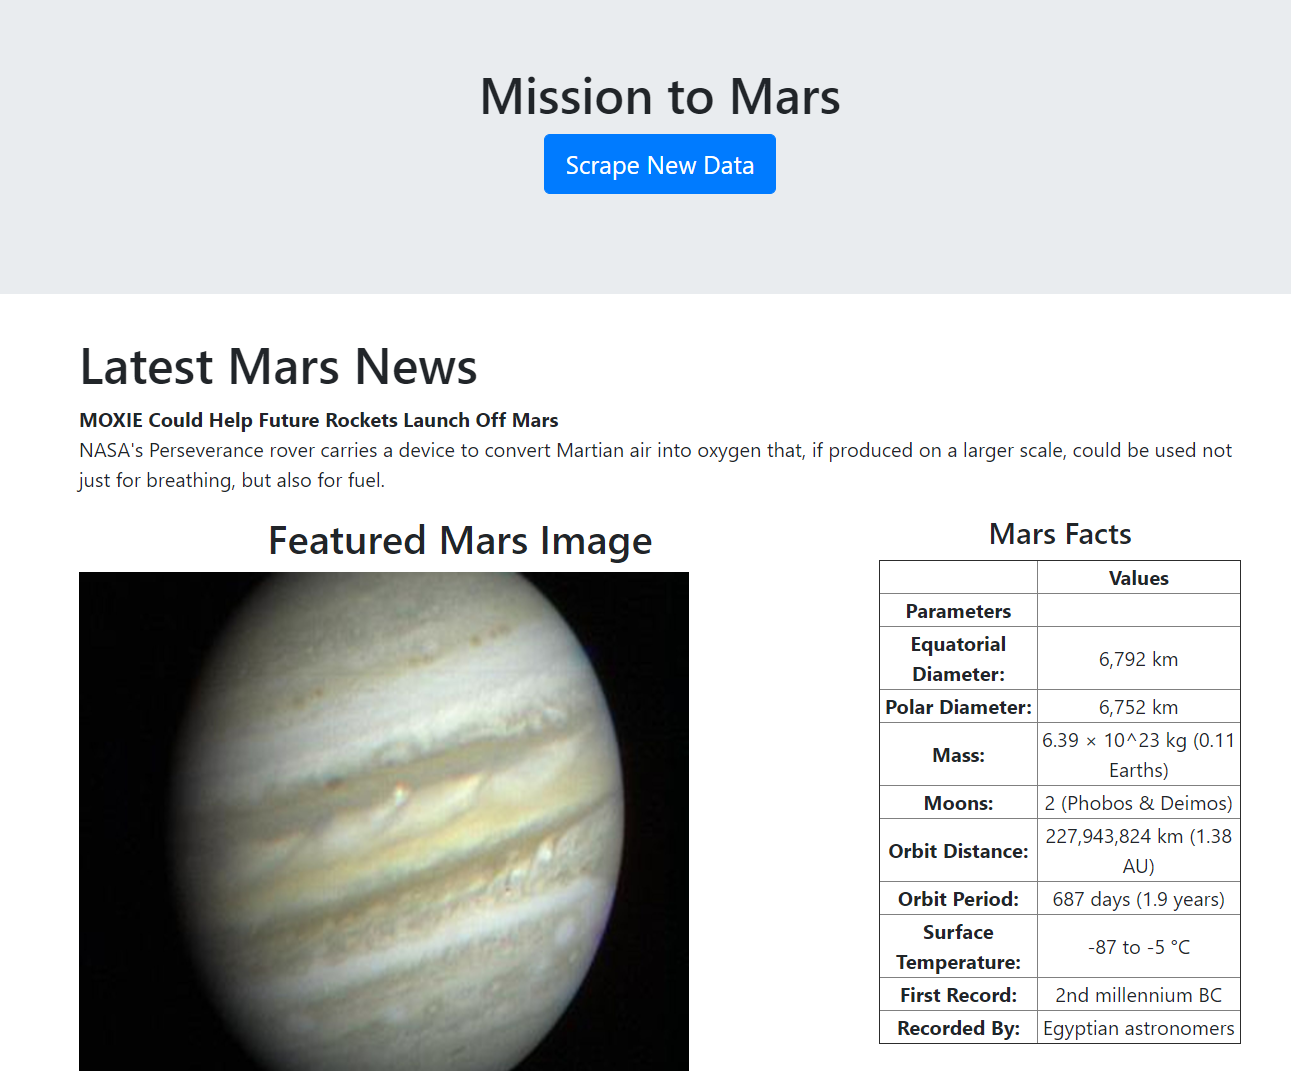 Mission to Mars
Scrape New Data
Latest Mars News
MOXIE Could Help Future Rockets Launch Off Mars
NASA's Perseverance rover carries a device to convert Martian air into oxygen that, if produced on a larger scale, could be used not
just for breathing, but also for fuel.
Featured Mars Image
Mars Facts
Values
Parameters
Equatorial
Diameter:
6,792 km
Polar Diameter:
6,752 km
Mass:
6.39 × 10^23 kg (0.11
Earths)
Moons:
2 (Phobos & Deimos)
Orbit Distance:
227,943,824 km (1.38
AU)
Orbit Period:
687 days (1.9 years)
Surface
Temperature:
-87 to -5 °C
First Record:
2nd millennium BC
Recorded By:
Egyptian astronomers